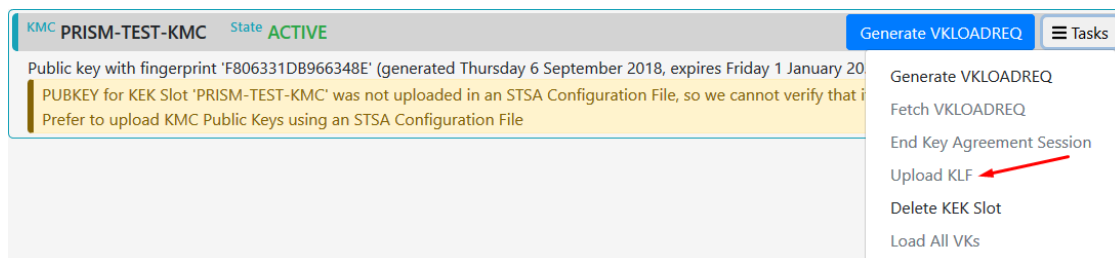 KMC PRISM-TEST-KMC State ACTIVE Generate VKLOADREQ Tasks
Public key with fingerprint 'F806331DB966348E' (generated Thursday 6 September 2018, expires Friday 1 January 20
PUBKEY for KEK Slot 'PRISM-TEST-KMC' was not uploaded in an STSA Configuration File, so we cannot verify that i
Prefer to upload KMC Public Keys using an STSA Configuration File
Generate VKLOADREQ
Fetch VKLOADREQ
End Key Agreement Session
Upload KLF
Delete KEK Slot
Load All VKs